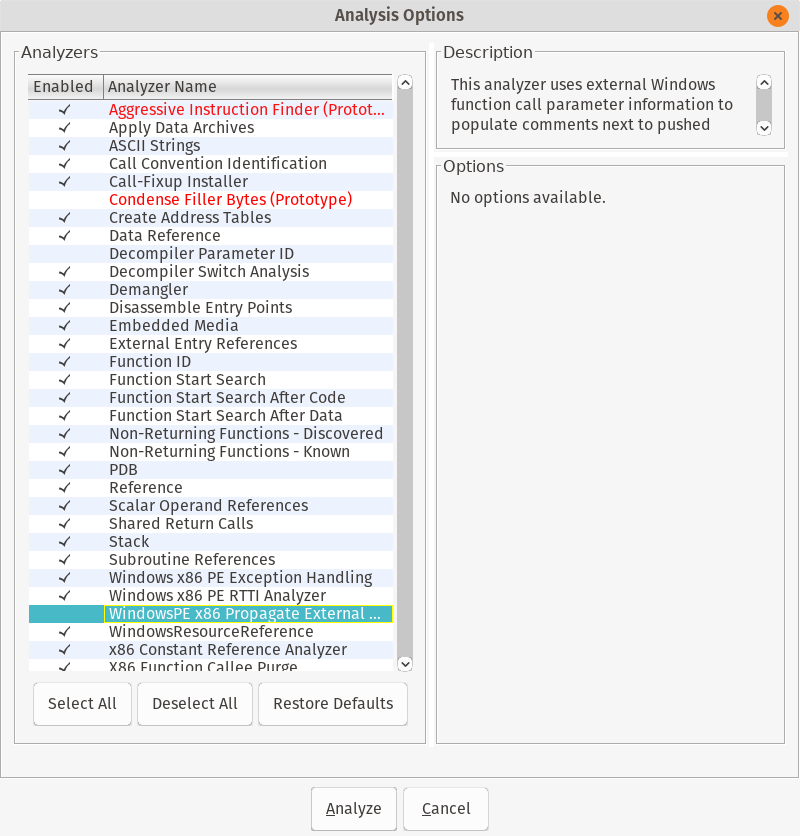 Analysis Options
Analyzers
Enabled Analyzer Name
Aggressive Instruction Finder (Protot...
Apply Data Archives
ASCII Strings
Call Convention Identification
Call-Fixup Installer
Condense Filler Bytes (Prototype)
Create Address Tables
Data Reference
Decompiler Parameter ID
Decompiler Switch Analysis
Demangler
Disassemble Entry Points
Embedded Media
External Entry References
Function ID
Function Start Search
Function Start Search After Code
Function Start Search After Data
Non-Returning Functions - Discovered
Non-Returning Functions - Known
PDB
Reference
Scalar Operand References
Shared Return Calls
Stack
Subroutine References
Windows x86 PE Exception Handling
Windows x86 PE RTTI Analyzer
WindowsPE x86 Propagate External ...
WindowsResourceReference
x86 Constant Reference Analyzer
X86 Function Callee Purge
Select All
Deselect All
Restore Defaults
Description
This analyzer uses external Windows
function call parameter information to
populate comments next to pushed
Options
No options available.
Analyze
Cancel